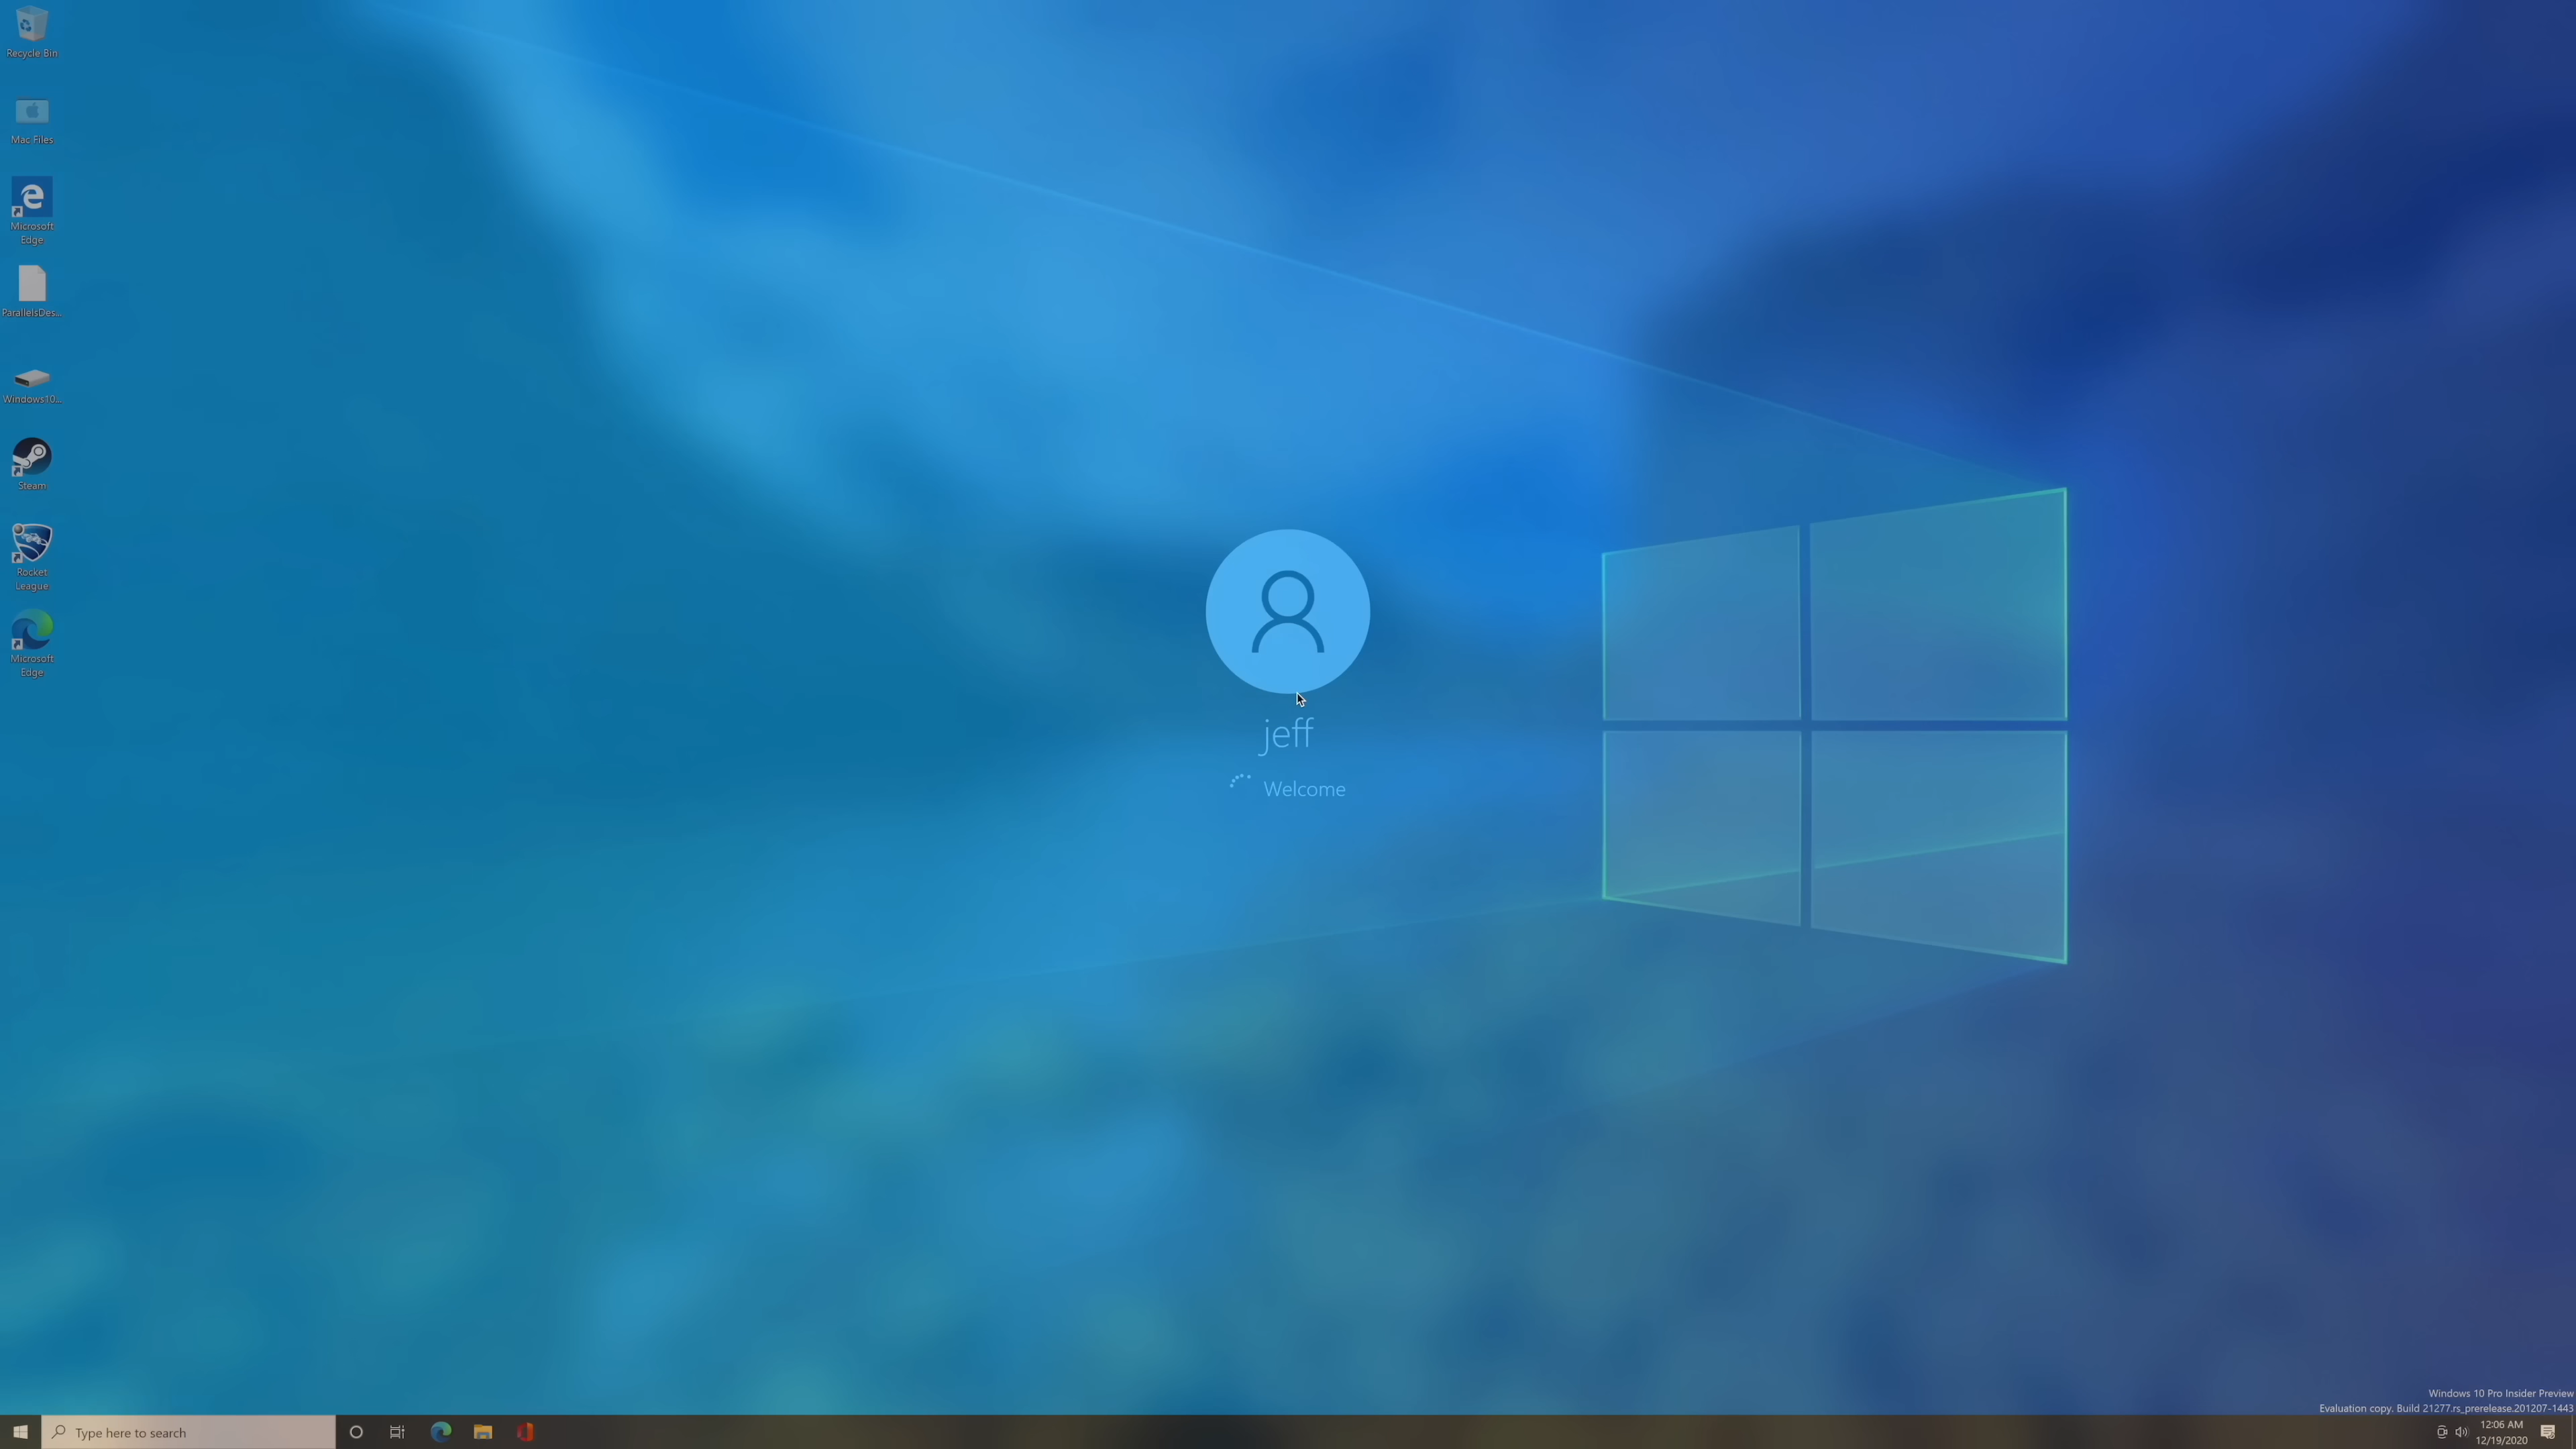 Recycle Bin
Mac Files
Microsoft
Edge
ParallelsDes...
Windows10...
Steam
Rocket
League
Microsoft
Edge
jeff
Welcome
Windows 10 Pro Insider Preview
Evaluation copy. Build 21277.rs_prerelease.201207-1443
Type here to search
12:06 AM
12/19/2020